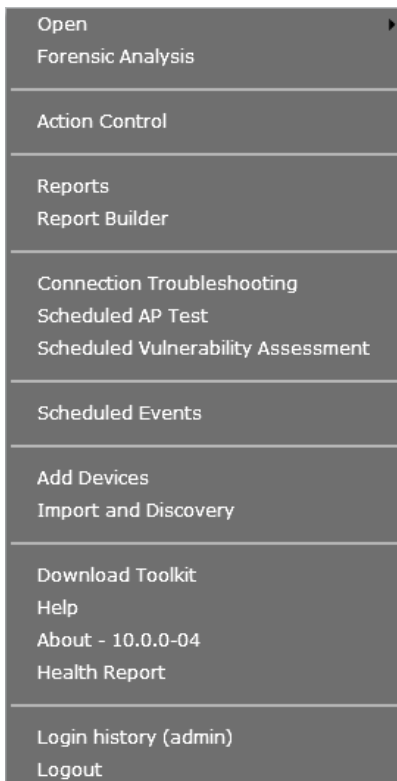 Open
Forensic Analysis
Action Control
Reports
Report Builder
Connection Troubleshooting
Scheduled AP Test
Scheduled Vulnerability Assessment
Scheduled Events
Add Devices
Import and Discovery
Download Toolkit
Help
About - 10.0.0-04
Health Report
Login history (admin)
Logout